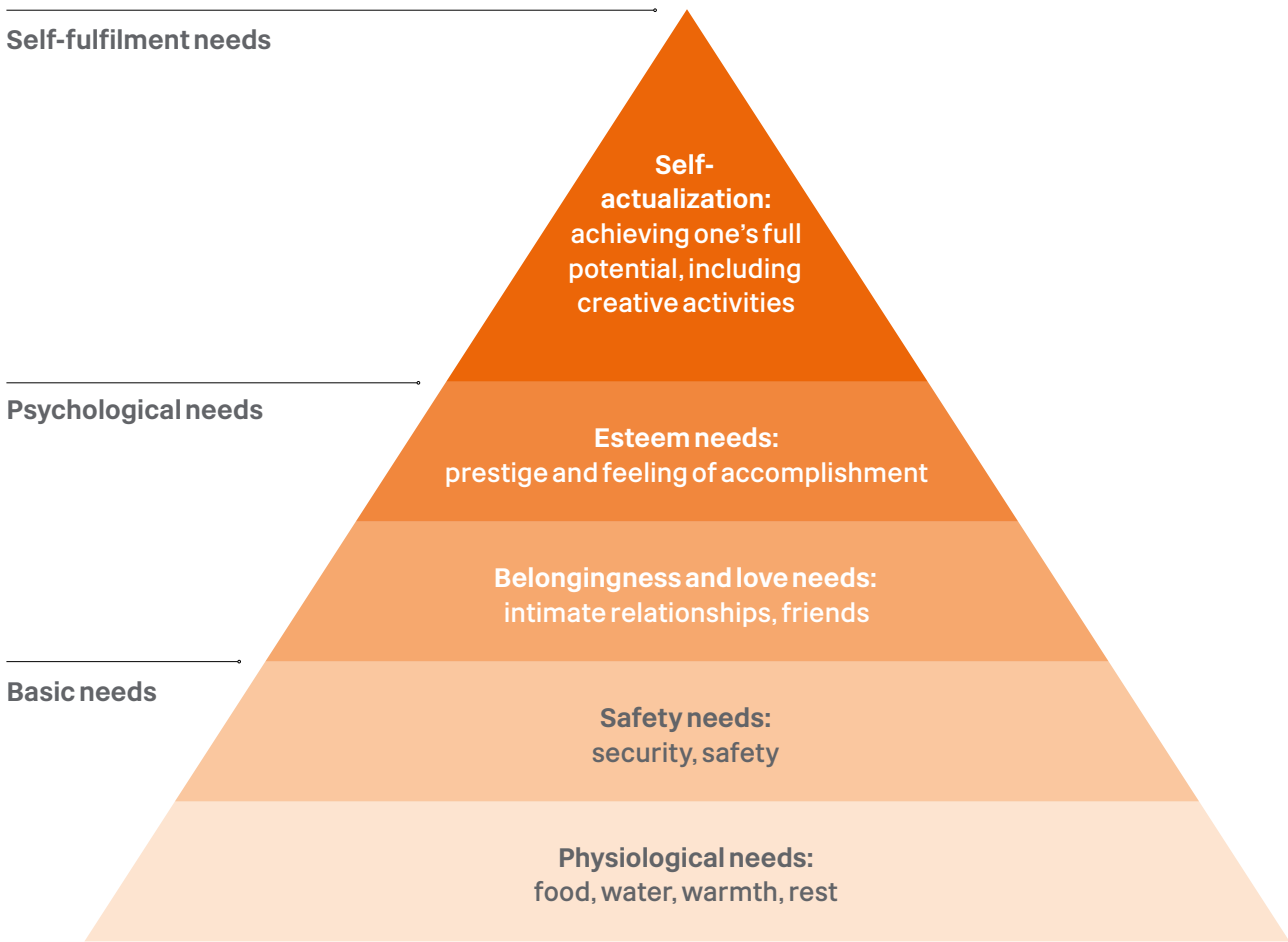 Self-fulfilment needs
Self-
actualization:
achieving one’s full
potential, including
creative activities
Psychological needs
Esteem needs:
prestige and feeling of accomplishment
Belongingness and love needs:
intimate relationships, friends
Basic needs
Safety needs:
security, safety
Physiological needs:
food, water, warmth, rest